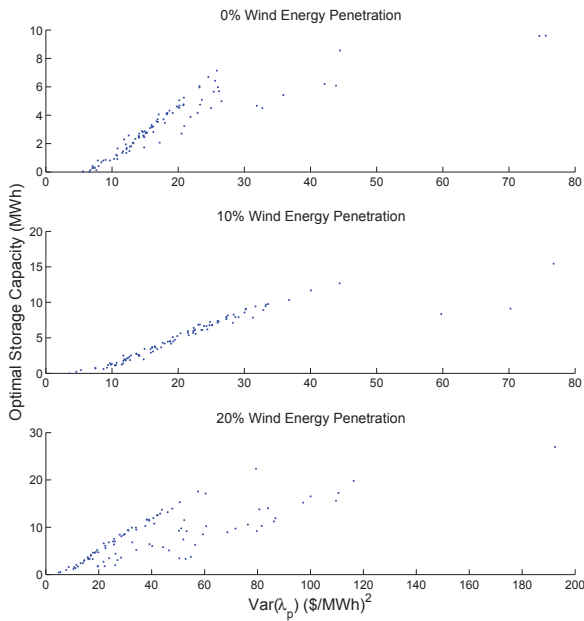 0% Wind Energy Penetration
10
8
6
4
2
0
0 10 20 30 40 50 60 70 80
10% Wind Energy Penetration
20
15
10
5
0
0 10 20 30 40 50 60 70 80
Optimal Storage Capacity (MWh)
20% Wind Energy Penetration
30
20
10
0
0 20 40 60 80 100 120 140 160 180 200
Var(λp) ($/MWh)2